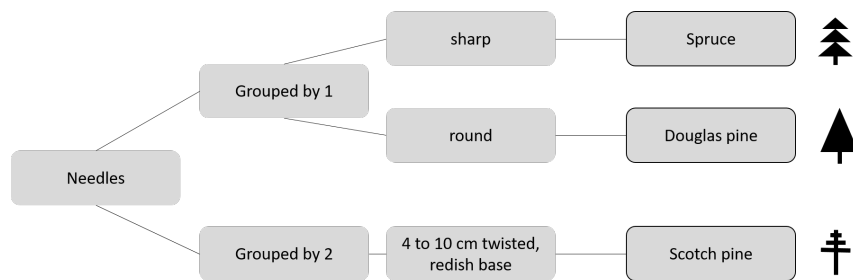 sharp
Spruce
Grouped by 1
round
Douglas pine
Needles
Grouped by 2
4 to 10 cm twisted,
redish base
Scotch pine